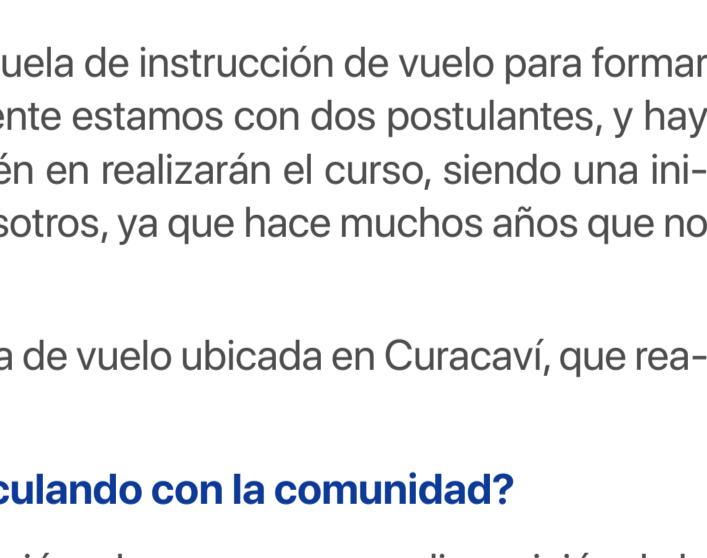 uela de instrucción de vuelo para formar
ente estamos con dos postulantes, y hay
én en realizarán el curso, siendo una ini-
sotros, ya que hace muchos años que no
a de vuelo ubicada en Curacaví, que rea-
culando con la comunidad?